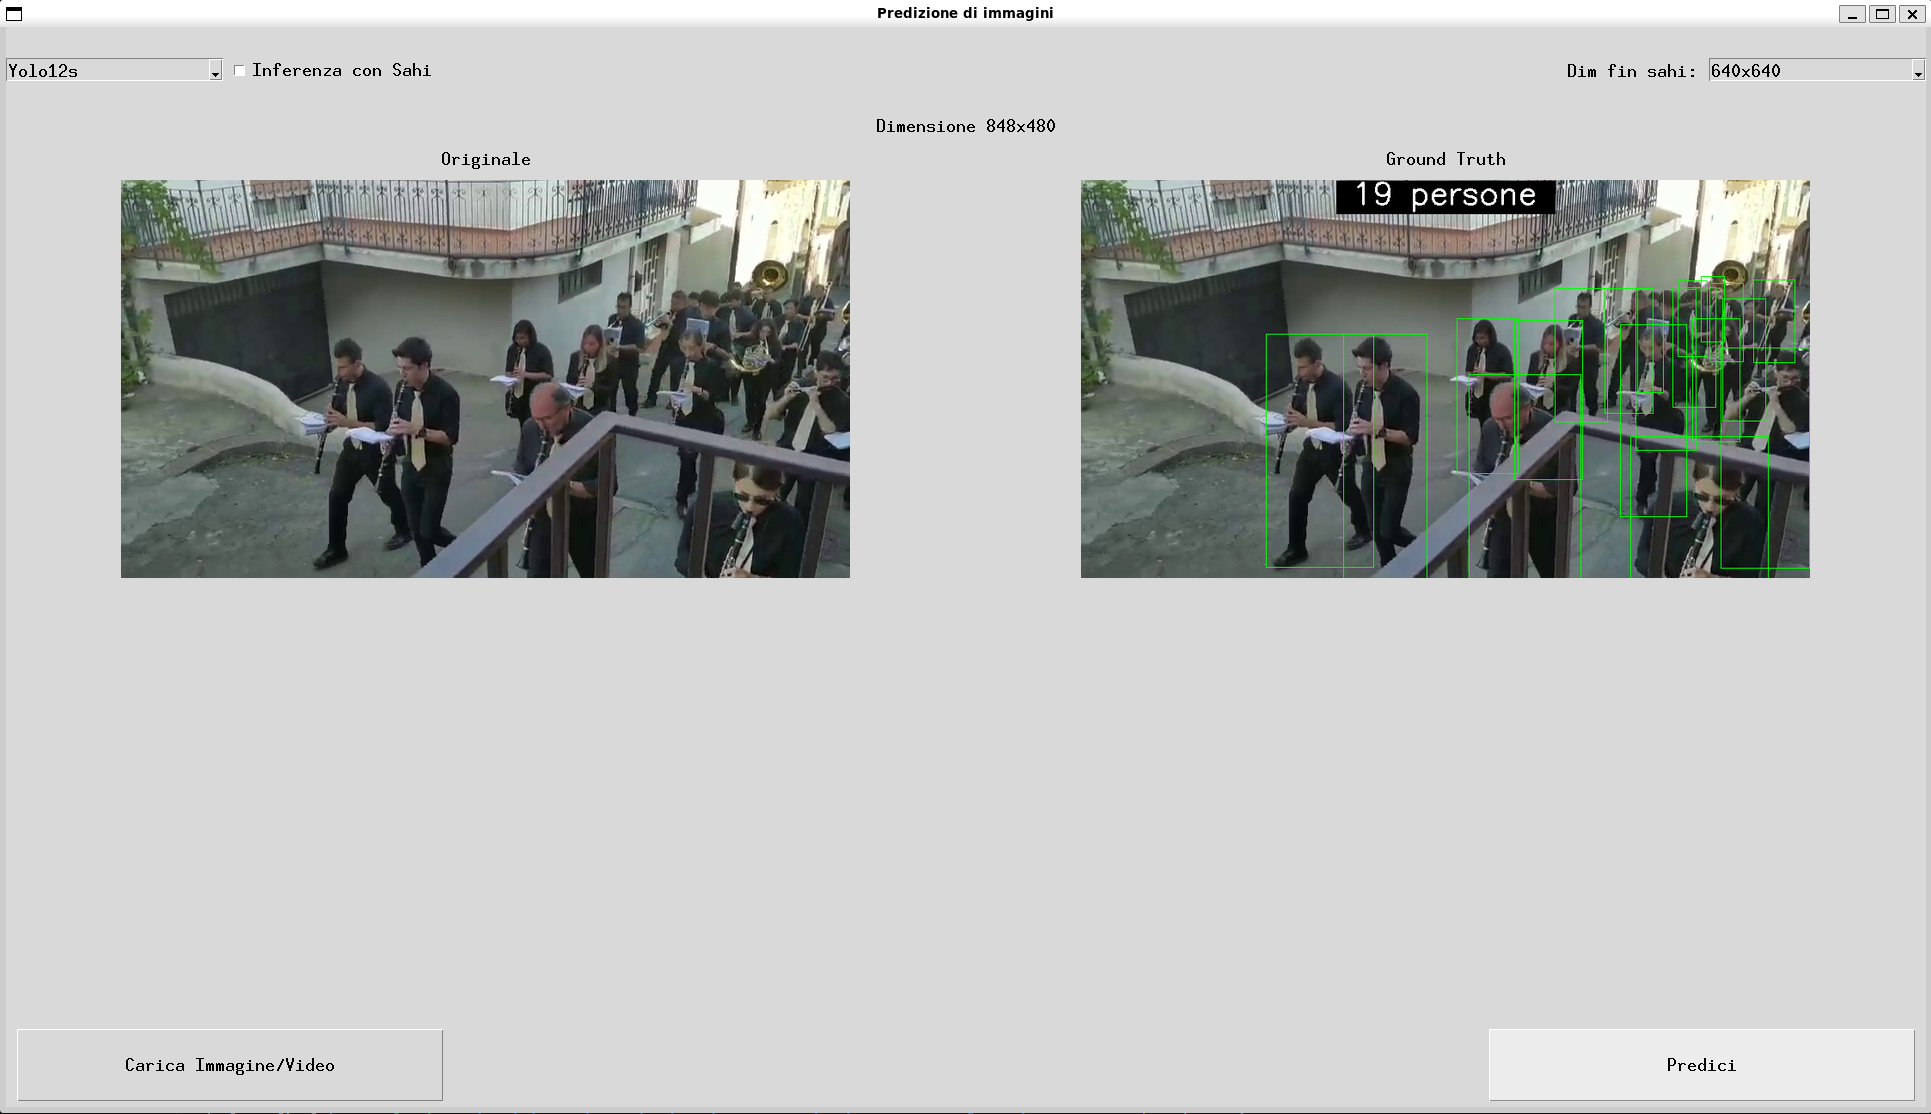 Predizione di immagini
Yolo12s
Inferenza con Sahi
Dim fin sahi: 640x640
Dimensione 848x480
Originale
Ground Truth
19 persone
Carica Immagine/Video
Predici